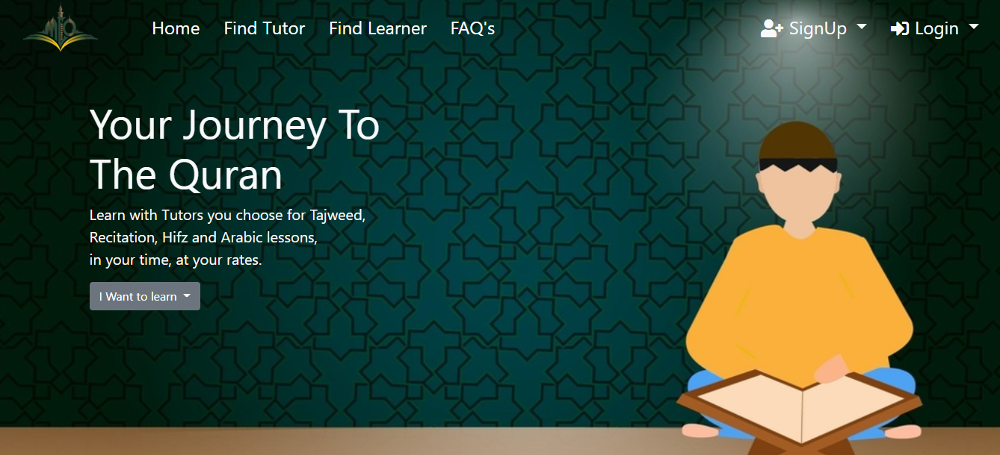 Home Find Tutor Find Learner FAQ's SignUp Login
Your Journey To
The Quran
Learn with Tutors you choose for Tajweed,
Recitation, Hifz and Arabic lessons,
in your time, at your rates.
I Want to learn